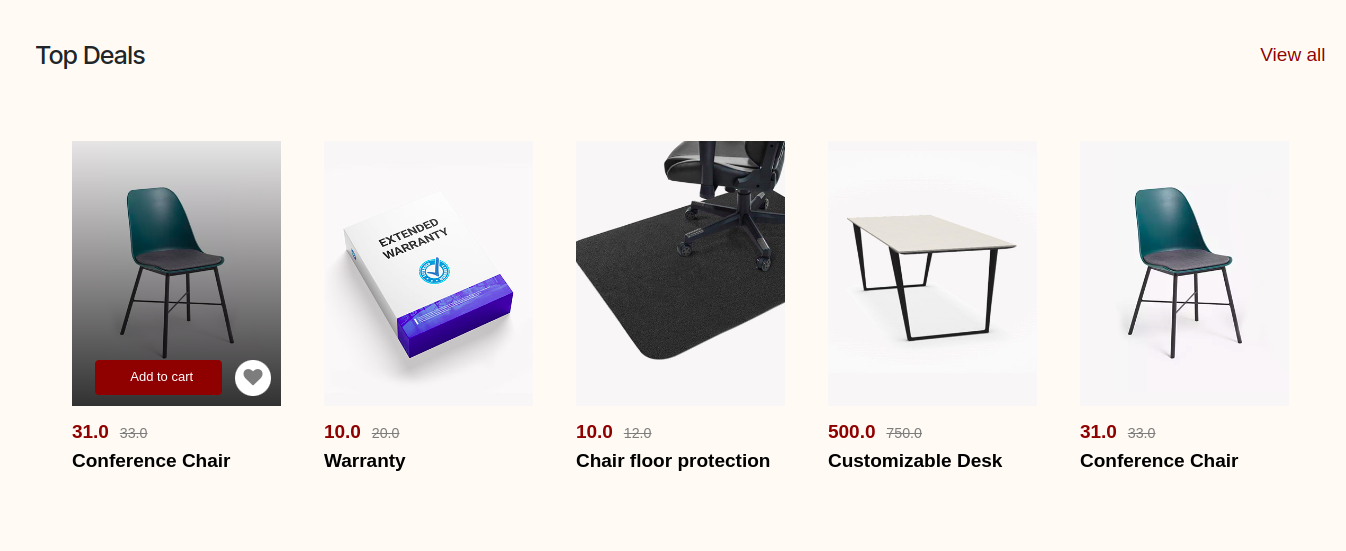 Top Deals
View all
EXTENDED
WARRANTY
Add to cart
31.0 33.0
Conference Chair
10.0 20.0
Warranty
10.0 12.0
Chair floor protection
500.0 750.0
Customizable Desk
31.0 33.0
Conference Chair